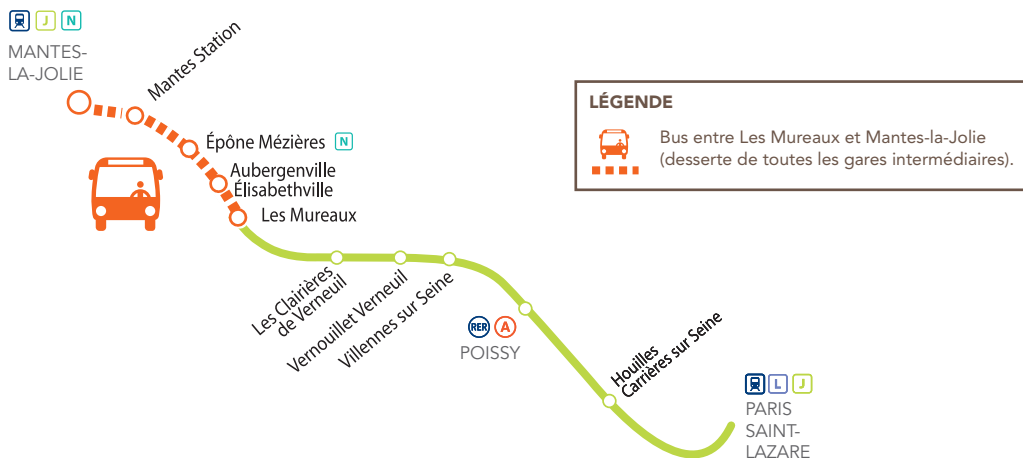 J N
MANTES-
LA-JOLIE
Mantes Station
Épône Mézières N
Aubergenville
Élisabethville
Les Mureaux
Les Clairières
de Verneuil
Vernouillet Verneuil
Villennes sur Seine
RER A
POISSY
Houilles
Carrières sur Seine
L J
PARIS
SAINT-
LAZARE
LÉGENDE
Bus entre Les Mureaux et Mantes-la-Jolie
(desserte de toutes les gares intermédiaires).